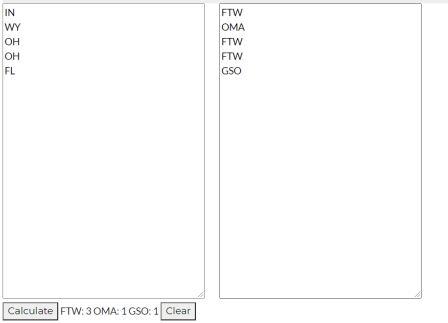 IN
WY
OH
OH
FL
FTW
OMA
FTW
FTW
GSO
Calculate FTW: 3 OMA: 1 GSO: 1 Clear